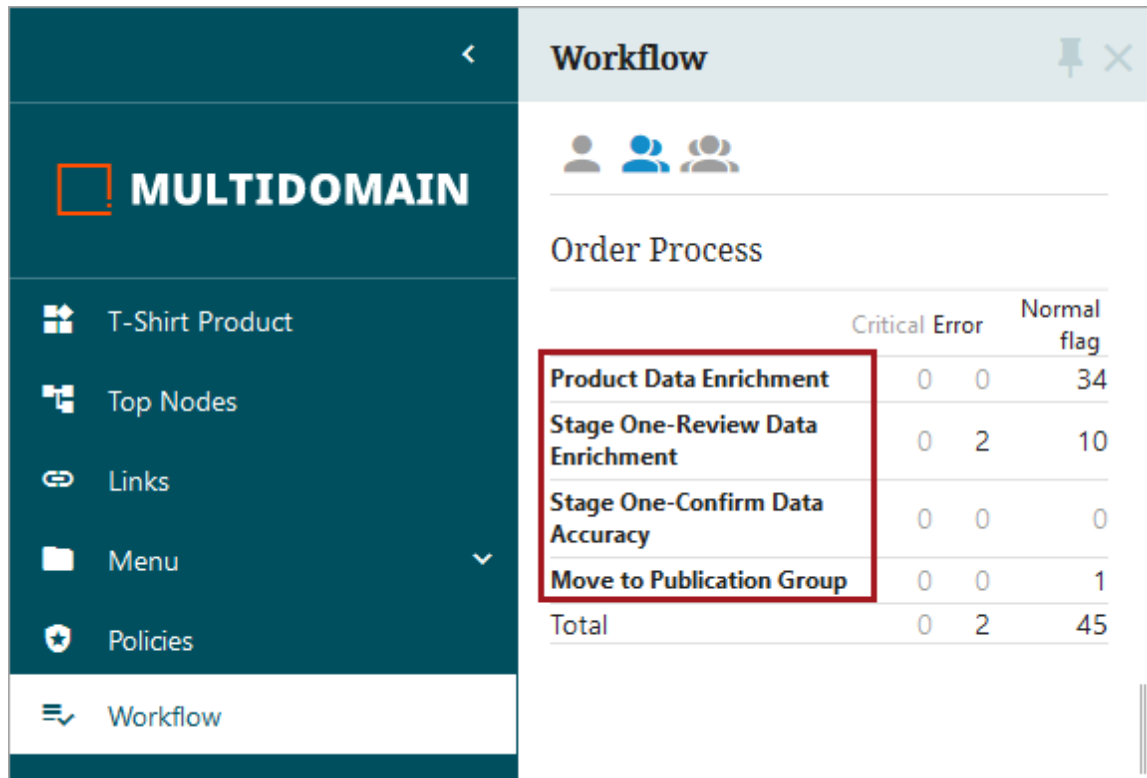 MULTIDOMAIN
T-Shirt Product
Top Nodes
Links
Menu
Policies
Workflow
Workflow
Order Process
Critical Error Normal
flag
Product Data Enrichment 0 0 34
Stage One-Review Data
Enrichment 0 2 10
Stage One-Confirm Data
Accuracy 0 0 0
Move to Publication Group 0 0 1
Total 0 2 45